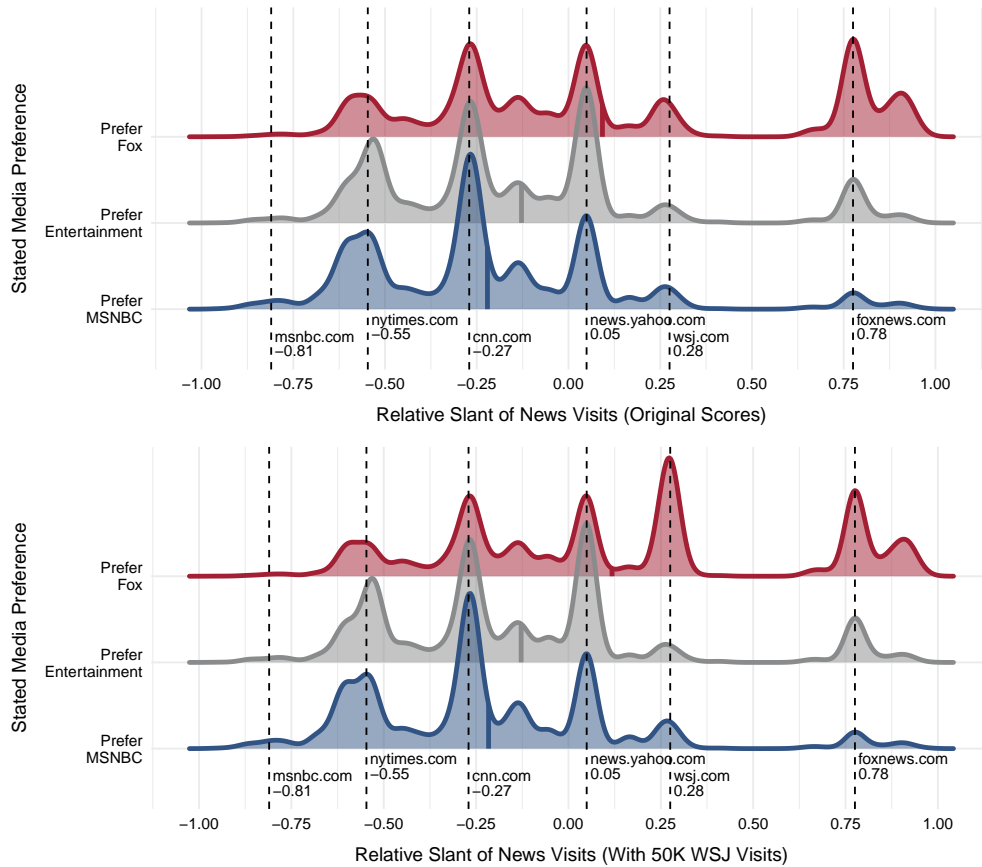 Stated Media Preference
Prefer
Fox
Prefer
Entertainment
Prefer
MSNBC
msnbc.com
−0.81
nytimes.com
−0.55
cnn.com
−0.27
news.yahoo.com
0.05
wsj.com
0.28
foxnews.com
0.78
−1.00 −0.75 −0.50 −0.25 0.00 0.25 0.50 0.75 1.00
Relative Slant of News Visits (Original Scores)
Stated Media Preference
Prefer
Fox
Prefer
Entertainment
Prefer
MSNBC
msnbc.com
−0.81
nytimes.com
−0.55
cnn.com
−0.27
news.yahoo.com
0.05
wsj.com
0.28
foxnews.com
0.78
−1.00 −0.75 −0.50 −0.25 0.00 0.25 0.50 0.75 1.00
Relative Slant of News Visits (With 50K WSJ Visits)